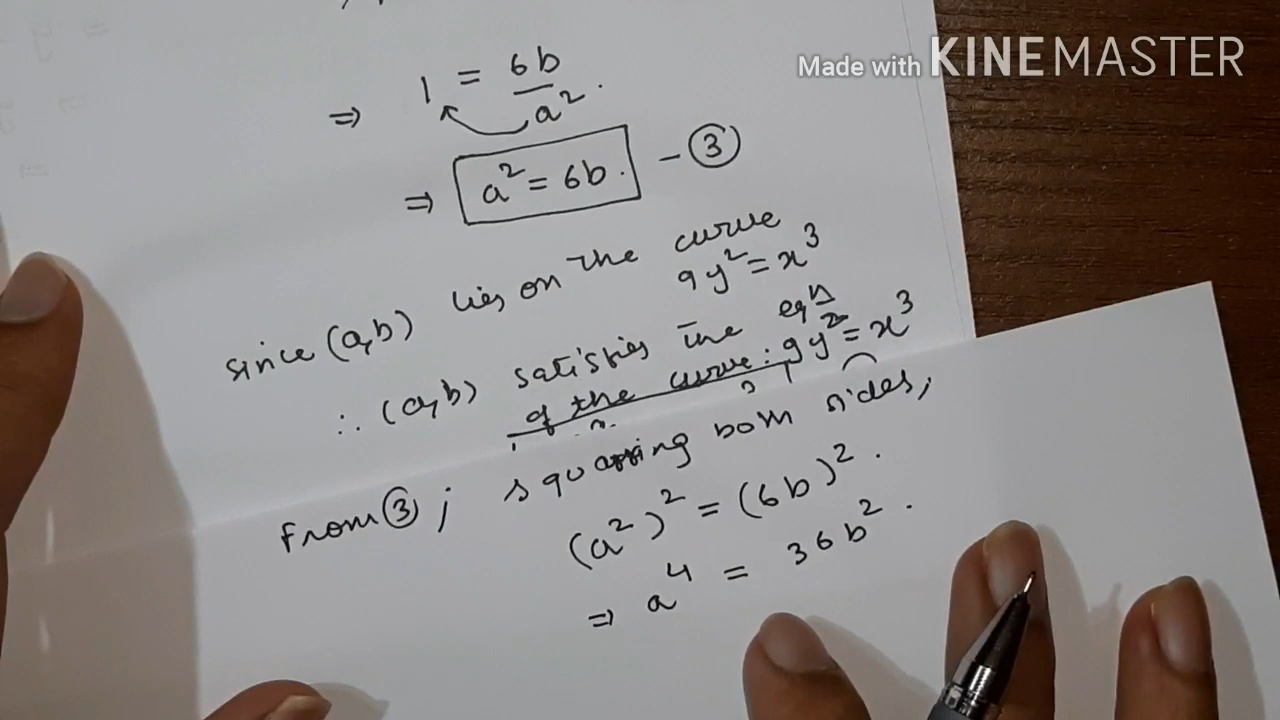 Made with KINEMASTER
⇒ 1 = 6b/a².
⇒ a² = 6b. - ③
since (a,b) lies on the curve
9y² = x³
∴ (a,b) satisfies the eqn
of the curve: 9y² = x³
From ③; squaring both sides,
(a²)² = (6b)².
⇒ a⁴ = 36b².